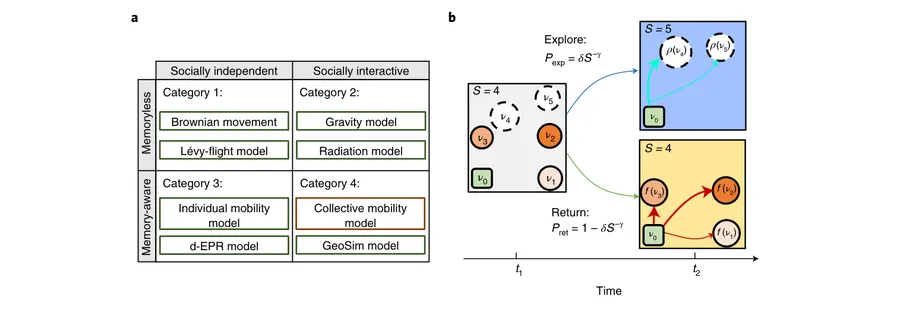 a
Socially independent
Socially interactive
Memoryless
Category 1:
Brownian movement
Lévy-flight model
Category 2:
Gravity model
Radiation model
Memory-aware
Category 3:
Individual mobility
model
d-EPR model
Category 4:
Collective mobility
model
GeoSim model
b
S = 4
ν5
ν4
ν3
ν2
ν0
ν1
Explore:
Pexp = δS−γ
Return:
Pret = 1 − δS−γ
S = 5
ρ(ν4)
ρ(ν5)
ν0
S = 4
f(ν3)
f(ν2)
ν0
f(ν1)
t1
t2
Time